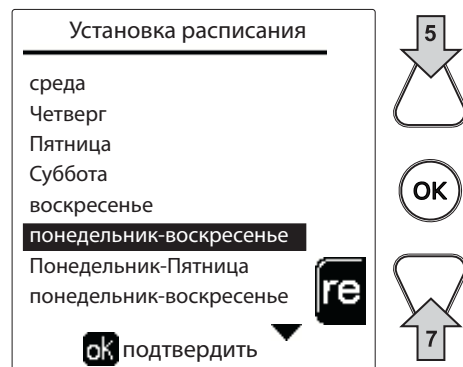 Установка расписания
среда
Четверг
Пятница
Суббота
воскресенье
понедельник-воскресенье
Понедельник-Пятница
понедельник-воскресенье
re
ok подтвердить
5
OK
7